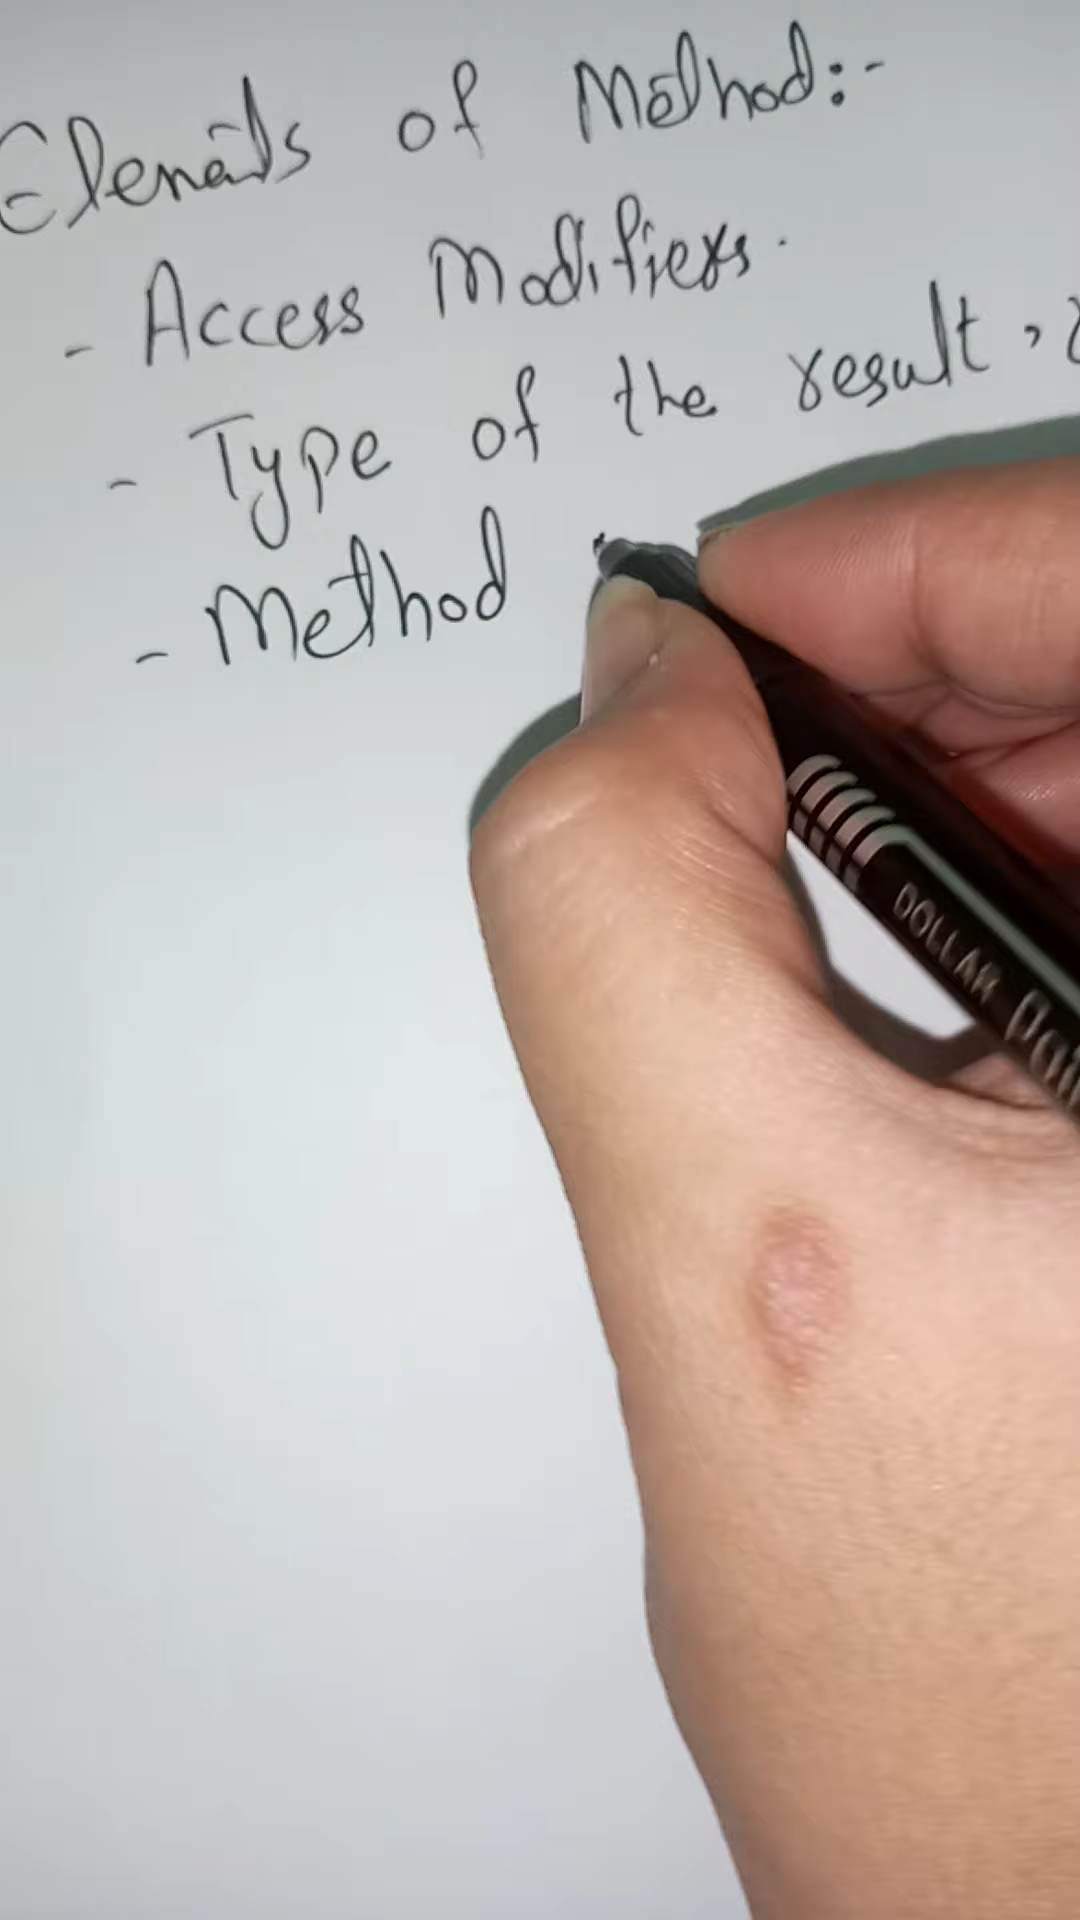 Elements of Method:-
- Access Modifiers.
- Type of the result,
- Method
DOLLAR